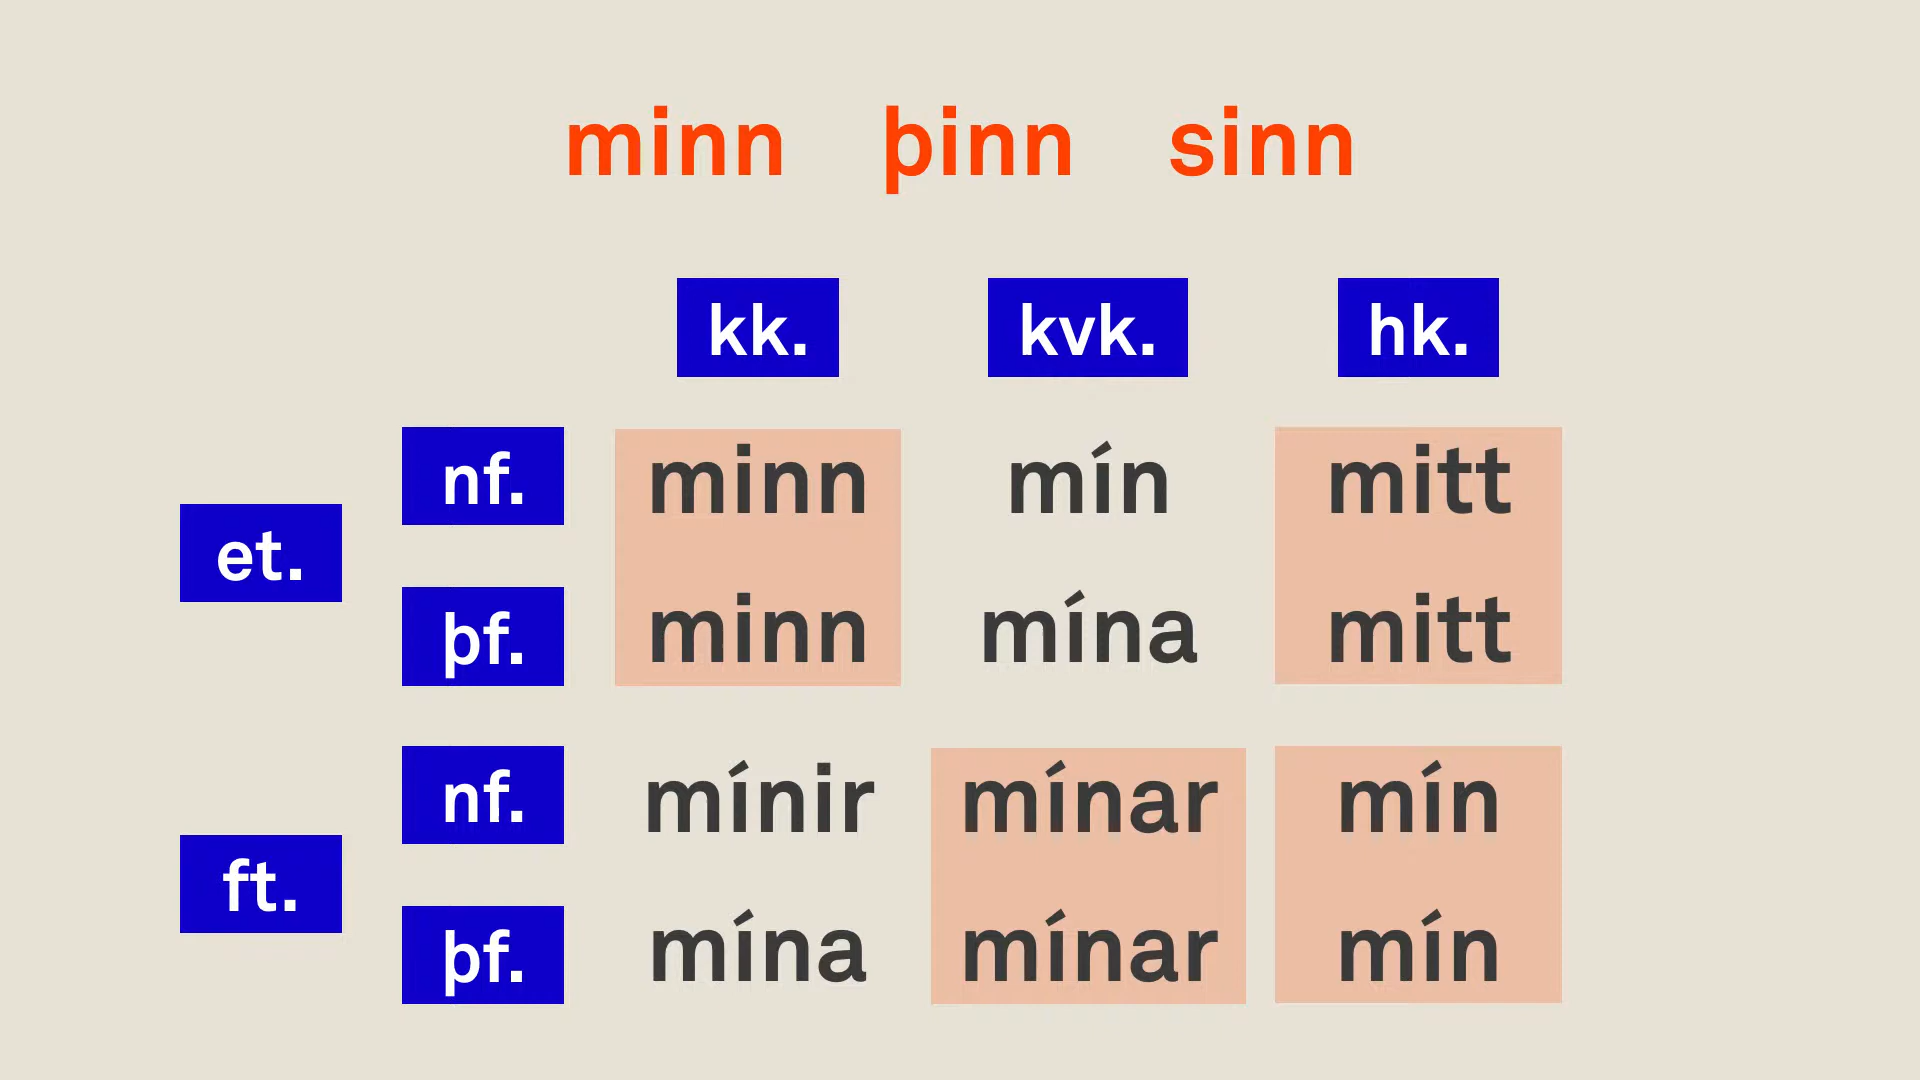 minn þinn sinn
kk. kvk. hk.
et.
nf. minn mín mitt
þf. minn mína mitt
ft.
nf. mínir mínar mín
þf. mína mínar mín